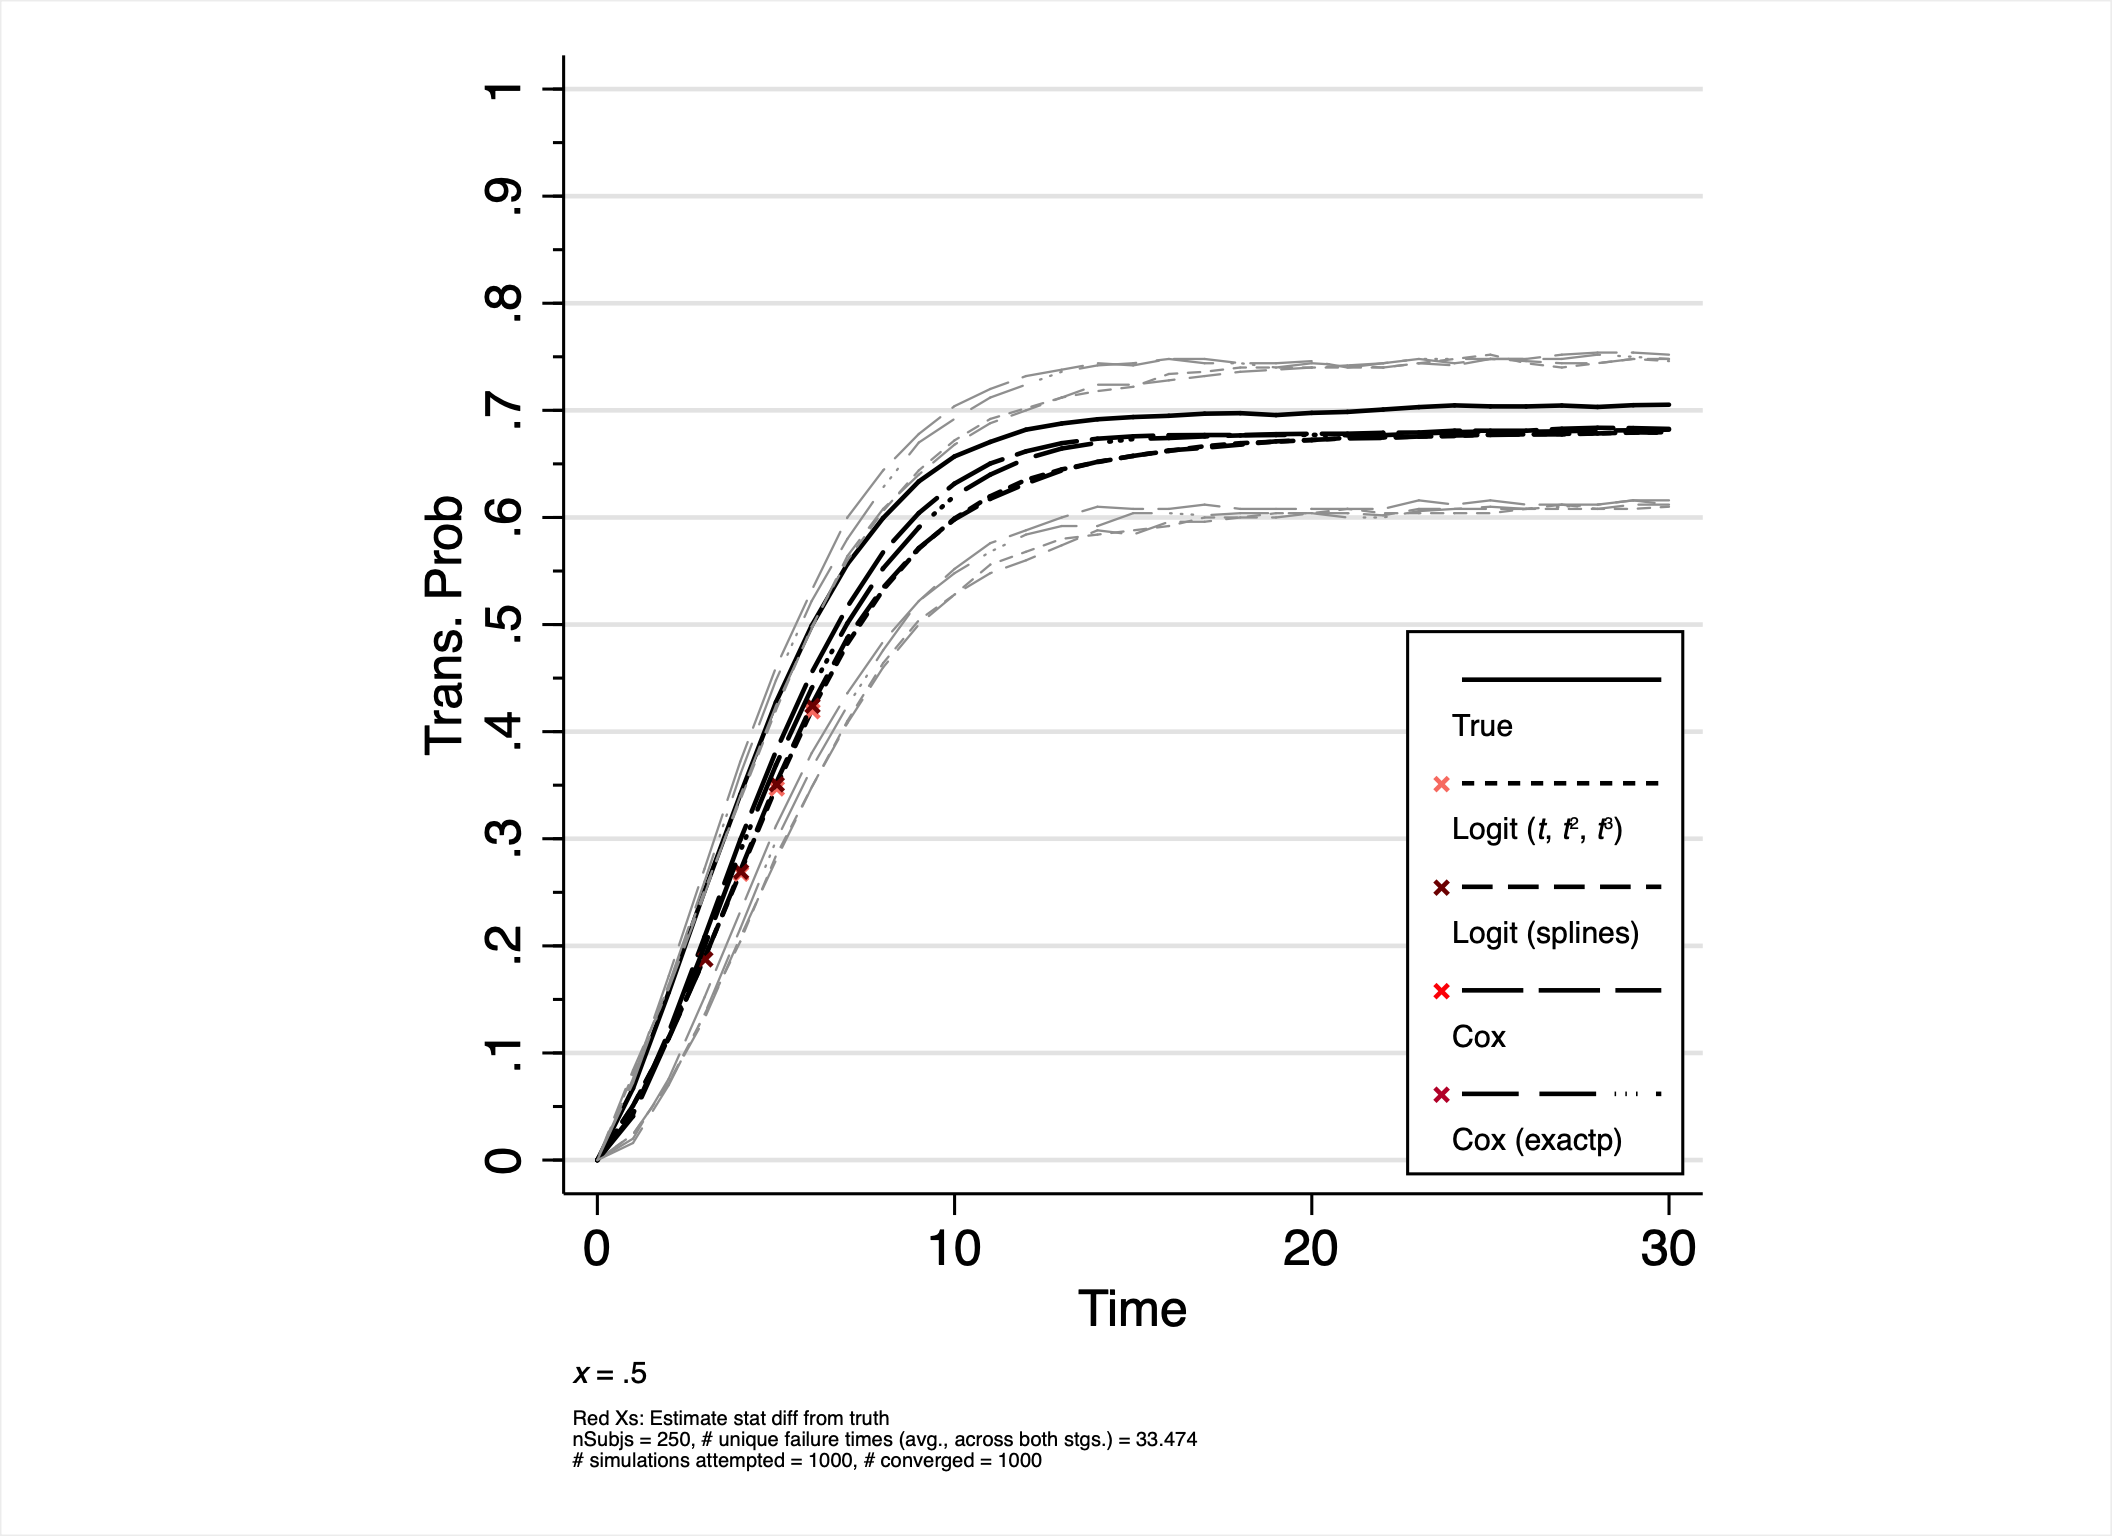 1
.9
.8
.7
.6
.5
.4
.3
.2
.1
0
Trans. Prob
0 10 20 30
Time
True
Logit (t, t², t³)
Logit (splines)
Cox
Cox (exactp)
x = .5
Red Xs: Estimate stat diff from truth
nSubjs = 250, # unique failure times (avg., across both stgs.) = 33.474
# simulations attempted = 1000, # converged = 1000